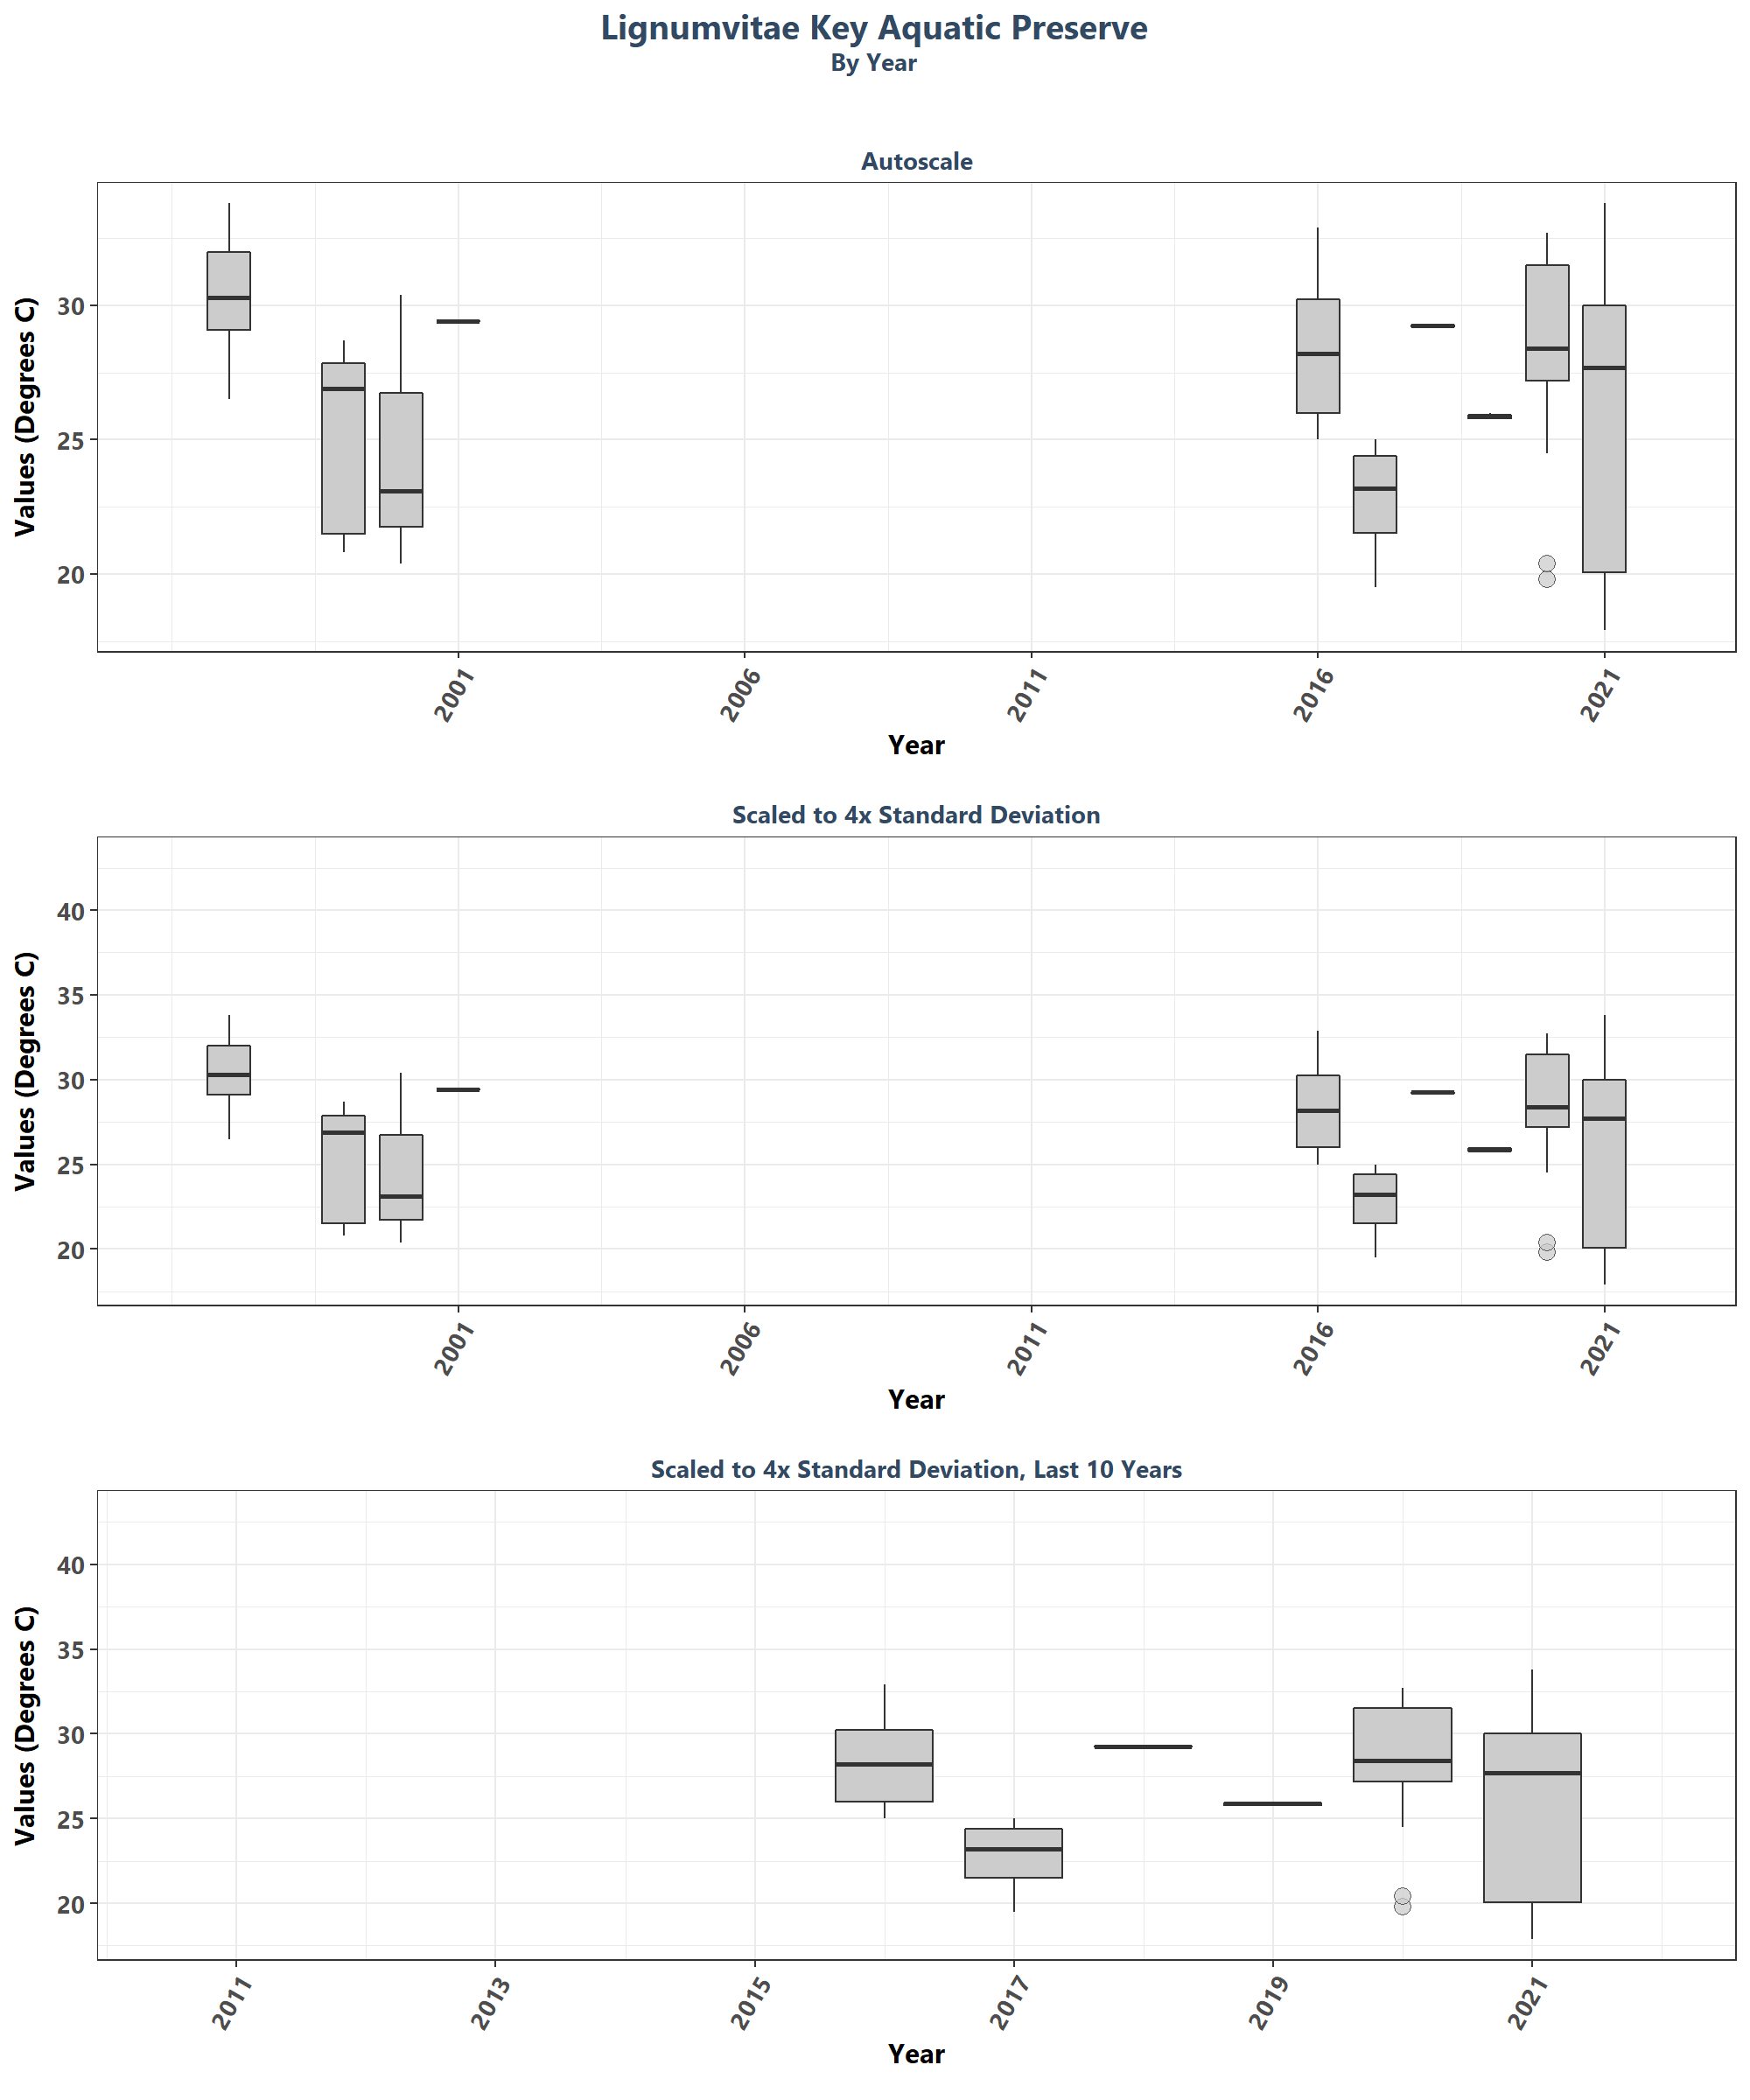 Lignumvitae Key Aquatic Preserve
By Year
Autoscale
Values (Degrees C)
30
25
20
2001
2006
2011
2016
2021
Year
Scaled to 4x Standard Deviation
Values (Degrees C)
40
35
30
25
20
2001
2006
2011
2016
2021
Year
Scaled to 4x Standard Deviation, Last 10 Years
Values (Degrees C)
40
35
30
25
20
2011
2013
2015
2017
2019
2021
Year